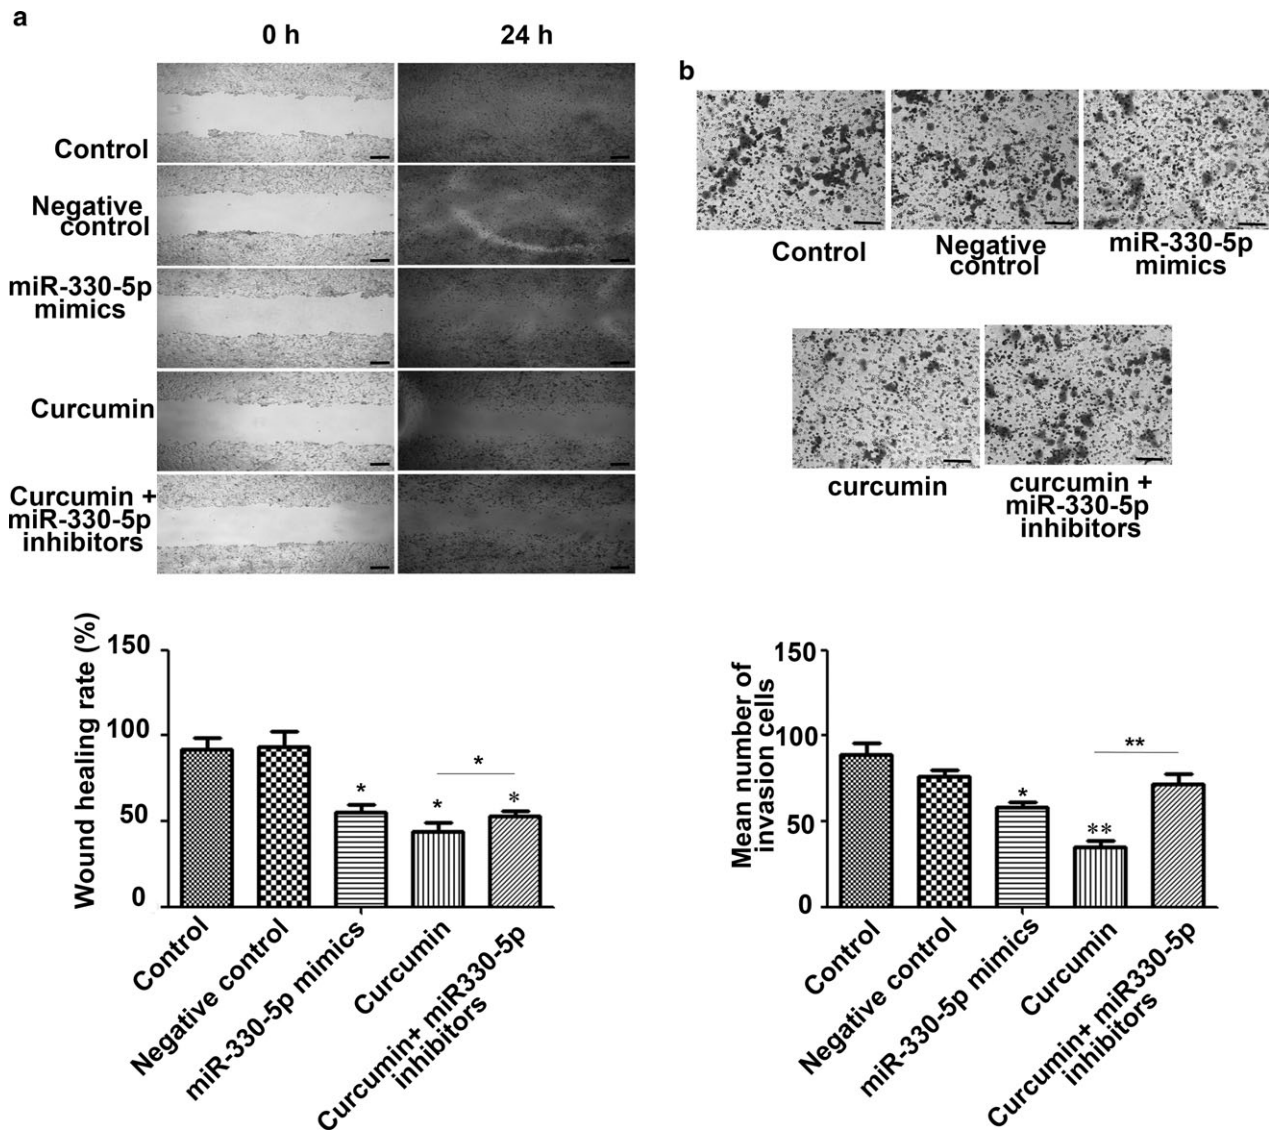 a
0 h
24 h
Control
Negative
control
miR-330-5p
mimics
Curcumin
Curcumin +
miR-330-5p
inhibitors
b
Control
Negative
control
miR-330-5p
mimics
curcumin
curcumin +
miR-330-5p
inhibitors
Wound healing rate (%)
150
100
50
0
*
*
*
*
Control
Negative control
miR-330-5p mimics
Curcumin
Curcumin+ miR330-5p
inhibitors
Mean number of
invasion cells
150
100
50
0
*
**
**
Control
Negative control
miR-330-5p mimics
Curcumin
Curcumin+ miR330-5p
inhibitors